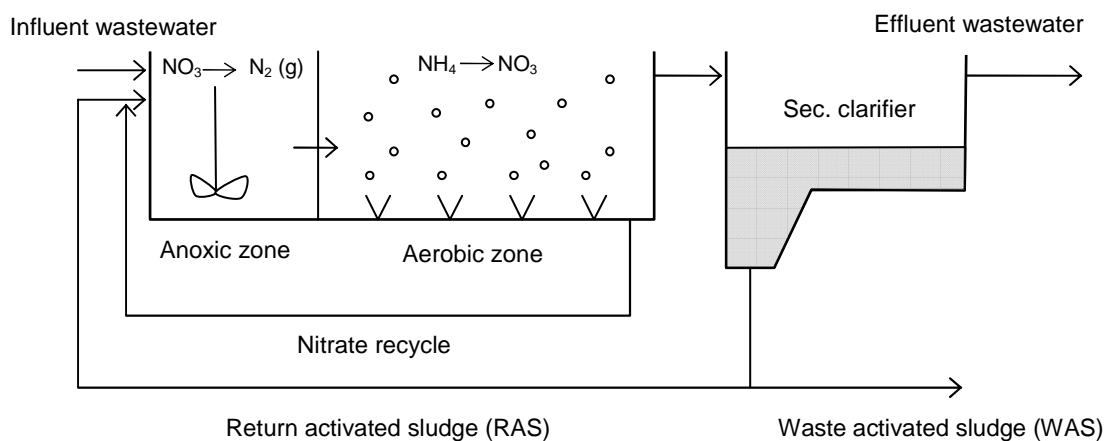 Influent wastewater
Effluent wastewater
NO₃ → N₂ (g)
NH₄ → NO₃
Sec. clarifier
Anoxic zone
Aerobic zone
Nitrate recycle
Return activated sludge (RAS)
Waste activated sludge (WAS)